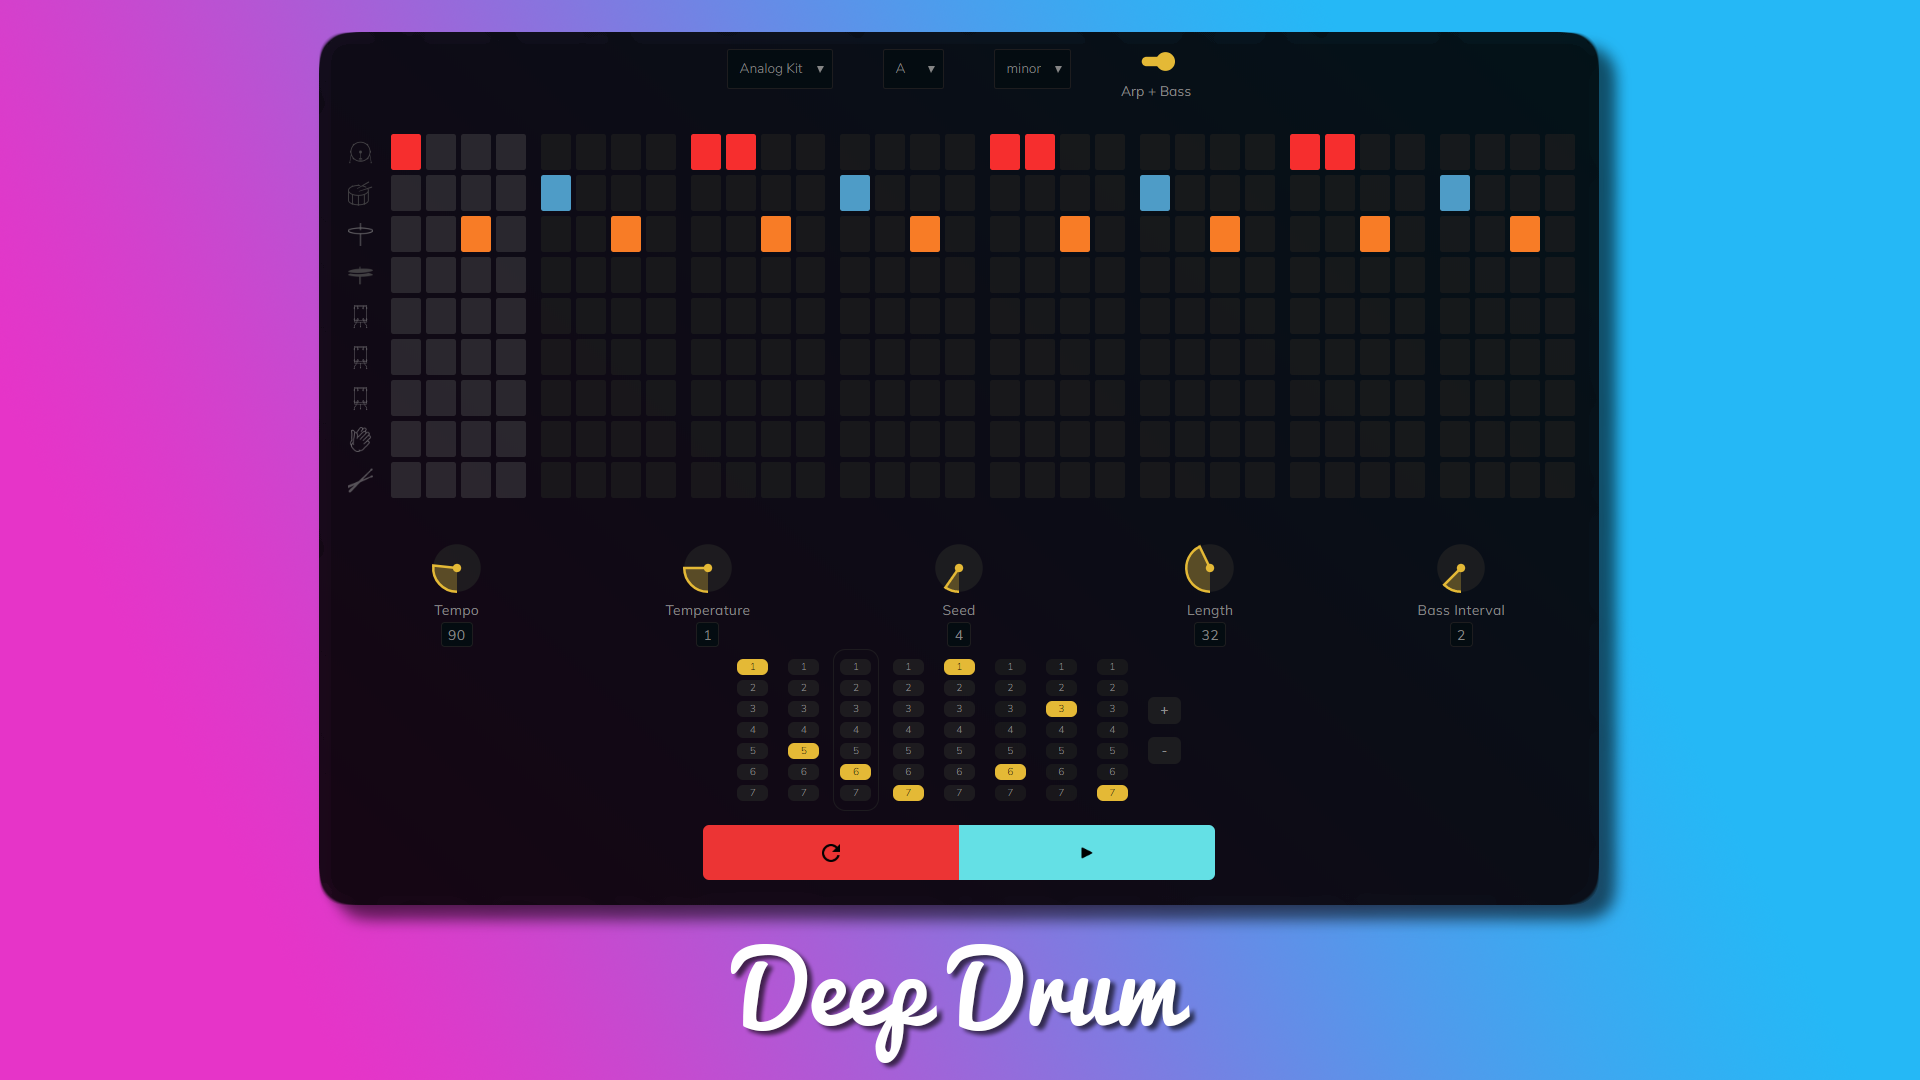 Analog Kit ▾ A ▾ minor ▾
Arp + Bass
Tempo Temperature Seed Length Bass Interval
90 1 4 32 2
1 1 1 1 1 1 1 1
2 2 2 2 2 2 2 2
3 3 3 3 3 3 3 3
+
4 4 4 4 4 4 4 4
5 5 5 5 5 5 5 5
-
6 6 6 6 6 6 6 6
7 7 7 7 7 7 7 7
Deep Drum